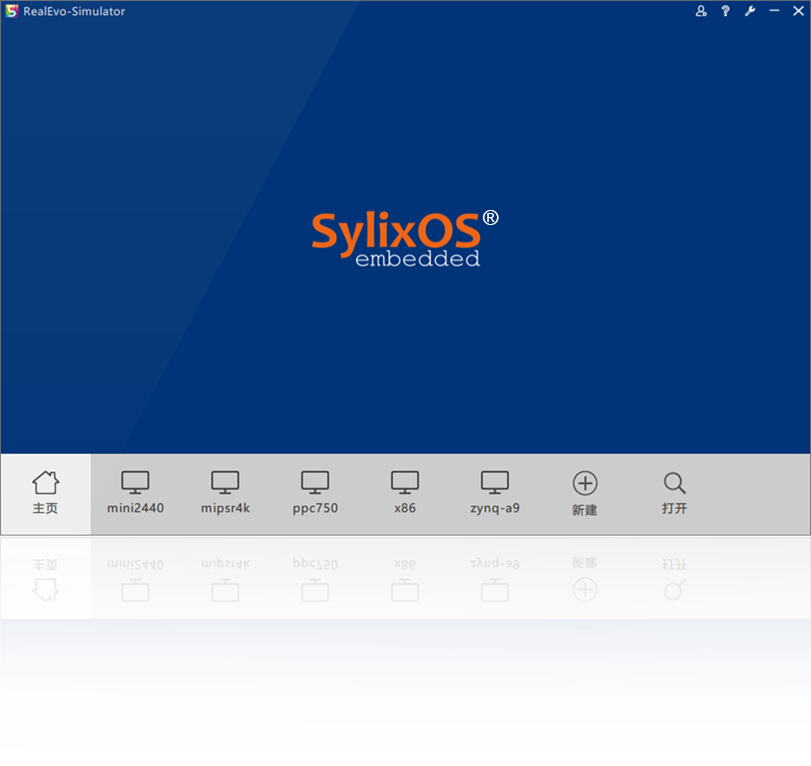 RealEvo-Simulator
SylixOS®
embedded
主页
mini2440
mipsr4k
ppc750
x86
zynq-a9
新建
打开